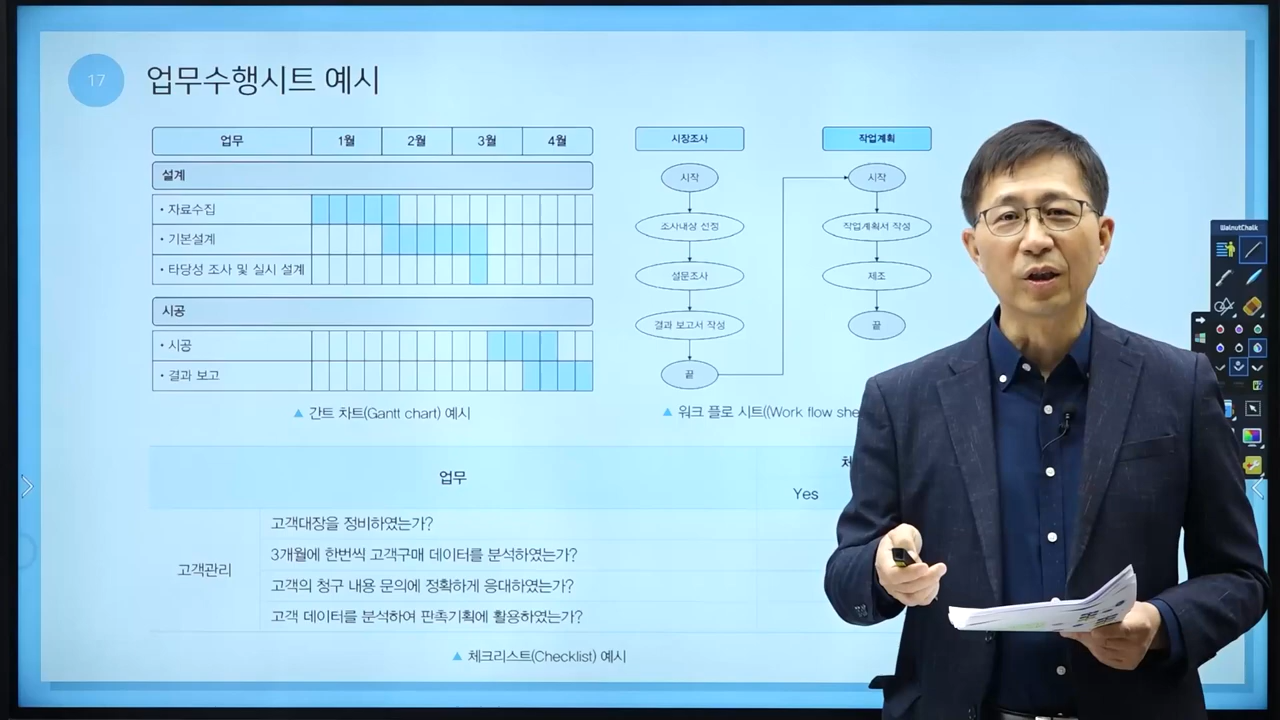 17
업무수행시트 예시
업무 1월 2월 3월 4월
설계
• 자료수집
• 기본설계
• 타당성 조사 및 실시 설계
시공
• 시공
• 결과 보고
▲ 간트 차트(Gantt chart) 예시
시장조사
시작
조사대상 선정
설문조사
결과 보고서 작성
끝
작업계획
시작
작업계획서 작성
제조
끝
▲ 워크 플로 시트((Work flow
업무
Yes
고객관리
고객대장을 정비하였는가?
3개월에 한번씩 고객구매 데이터를 분석하였는가?
고객의 청구 내용 문의에 정확하게 응대하였는가?
고객 데이터를 분석하여 판촉기획에 활용하였는가?
▲ 체크리스트(Checklist) 예시
WalnutChalk